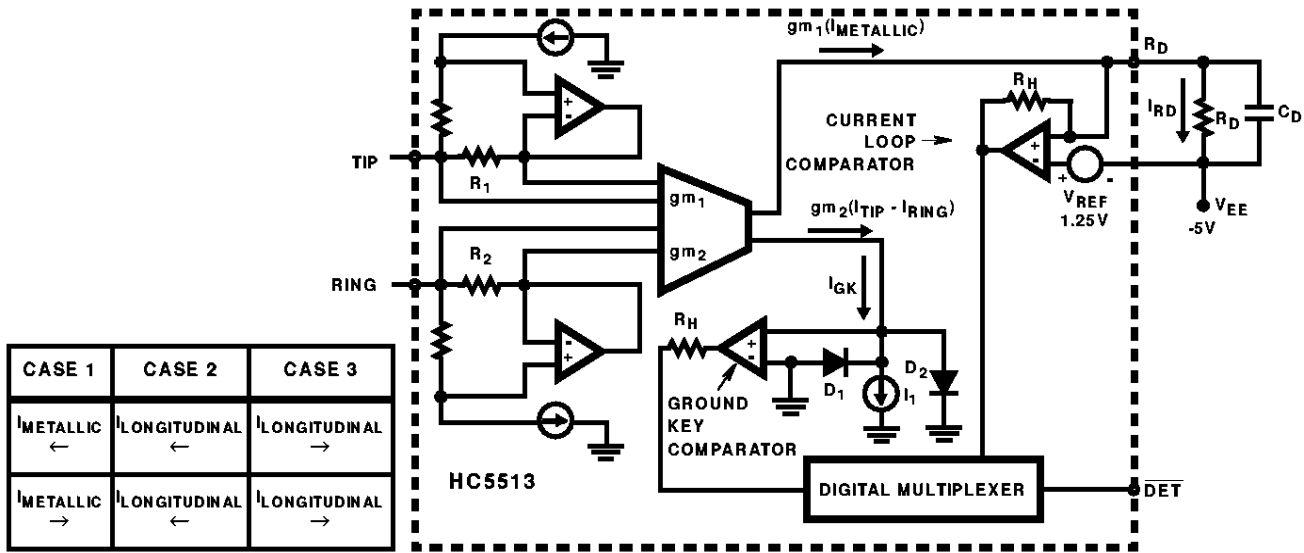 gm1(IMETALLIC)
RD
RH
CURRENT
LOOP
COMPARATOR
+
-
IRD
RD
CD
+
-
VREF
1.25V
VEE
-5V
+
-
TIP
R1
gm1
gm2
gm2(ITIP - IRING)
R2
RING
-
+
IGK
RH
+
-
D1
I1
D2
GROUND
KEY
COMPARATOR
HC5513
DIGITAL MULTIPLEXER
DET
CASE 1 CASE 2 CASE 3
IMETALLIC ILONGITUDINAL ILONGITUDINAL
← ← →
IMETALLIC ILONGITUDINAL ILONGITUDINAL
→ ← →